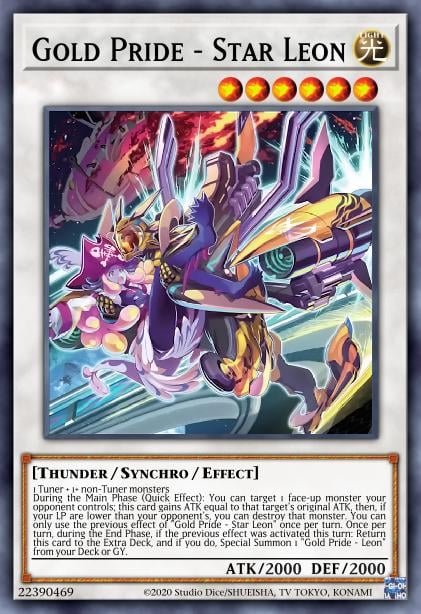 GOLD PRIDE - STAR LEON
LIGHT
光
[THUNDER / SYNCHRO / EFFECT]
1 Tuner + 1+ non-Tuner monsters
During the Main Phase (Quick Effect): You can target 1 face-up monster your
opponent controls; this card gains ATK equal to that target's original ATK, then, if
your LP are lower than your opponent's, you can destroy that monster. You can
only use the previous effect of "Gold Pride - Star Leon" once per turn. Once per
turn, during the End Phase, if the previous effect was activated this turn: Return
this card to the Extra Deck, and if you do, Special Summon 1 "Gold Pride - Leon"
from your Deck or GY.
ATK/2000 DEF/2000
22390469
©2020 Studio Dice/SHUEISHA, TV TOKYO, KONAMI